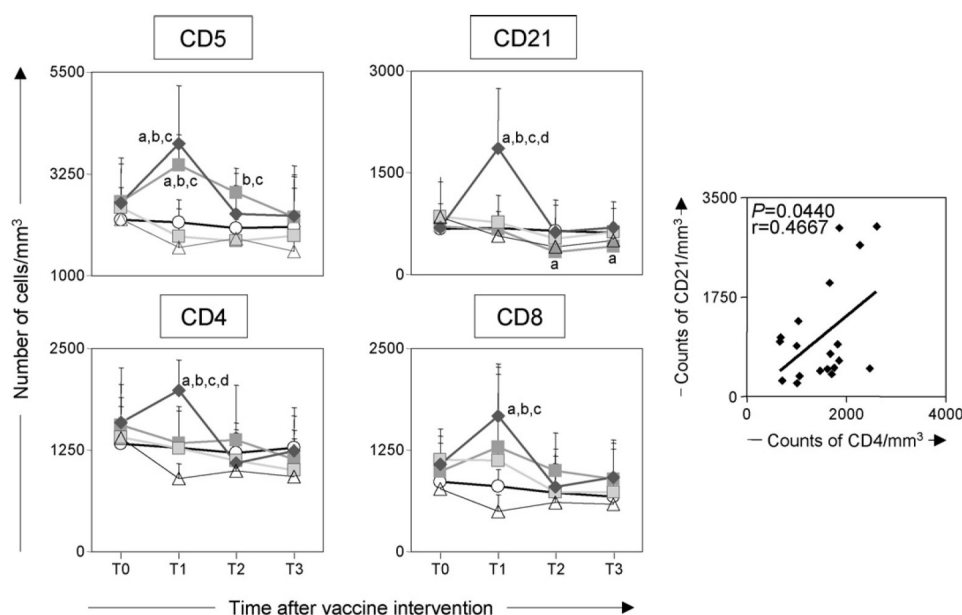 CD5
CD21
Number of cells/mm³
5500
3250
1000
a,b,c
a,b,c
b,c
3000
1500
0
a,b,c,d
a
a
CD4
CD8
2500
1250
0
a,b,c,d
T0 T1 T2 T3
2500
1250
0
a,b,c
T0 T1 T2 T3
Time after vaccine intervention
Counts of CD21/mm³
3500
1750
0
P=0.0440
r=0.4667
0 2000 4000
Counts of CD4/mm³